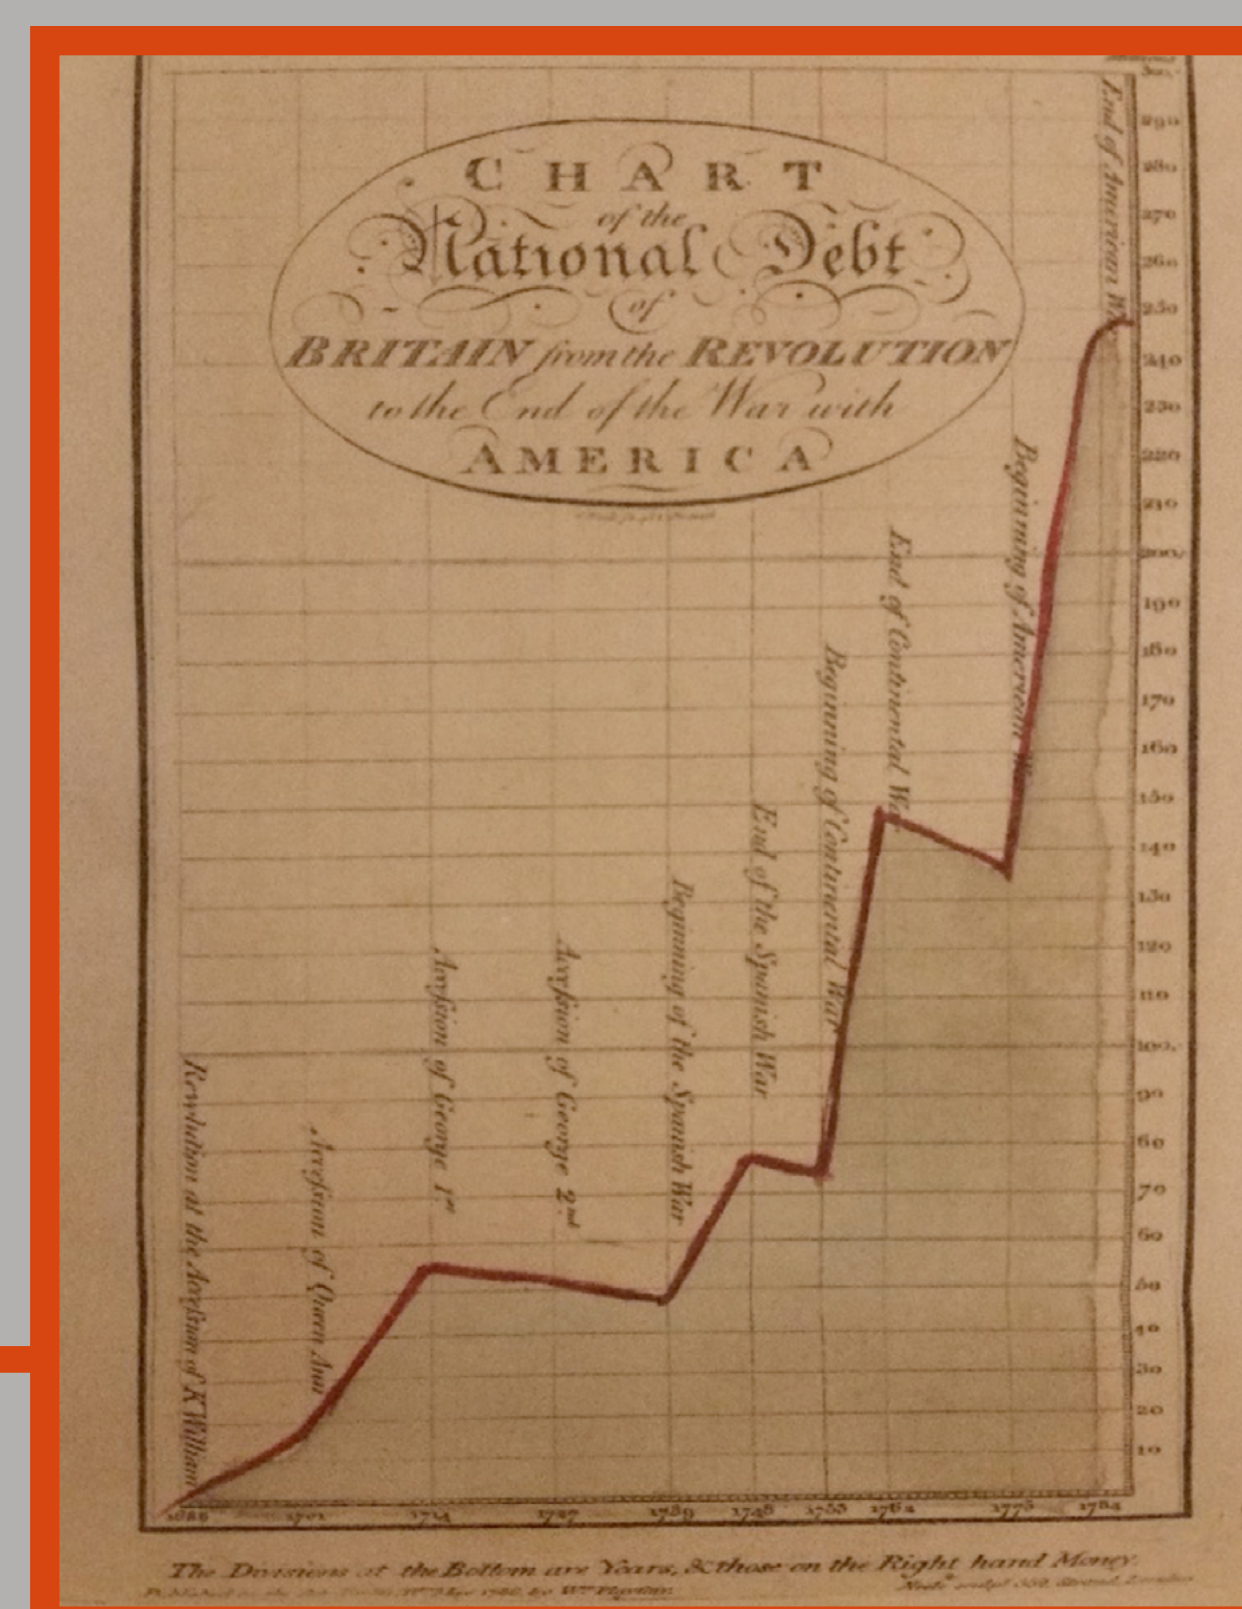 CHART
of the
National Debt
of
BRITAIN from the REVOLUTION
to the End of the War with
AMERICA
Revolution at the Acceſsion of K William
Acceſsion of Queen Ann
Acceſsion of George 1st
Acceſsion of George 2nd
Beginning of the Spanish War
End of the Spanish War
Beginning of Continental War
End of Continental War
Beginning of American
End of American
300
290
280
270
260
250
240
230
220
210
200
190
180
170
160
150
140
130
120
110
100
90
80
70
60
50
40
30
20
10
1701 1714 1727 1739 1748 1755 1762 1775 1784
The Divisions at the Bottom are Years, & those on the Right hand Money.
by Wm Playfair
Strand, London